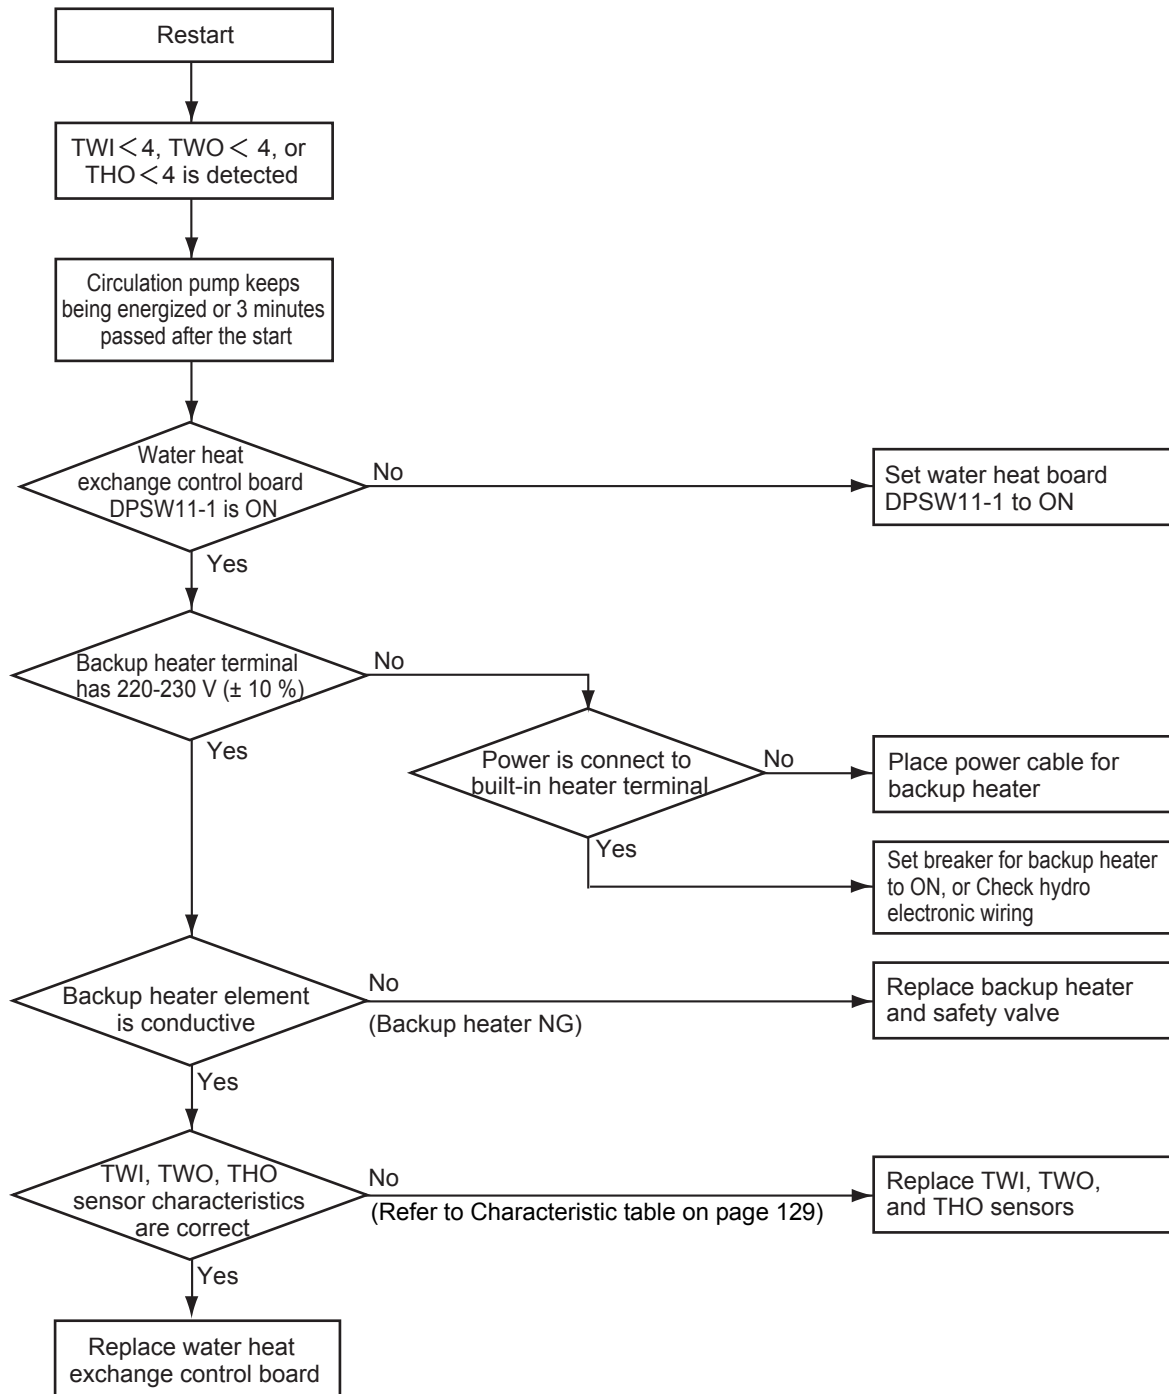 Restart
TWI＜4, TWO＜ 4, or
THO＜4 is detected
Circulation pump keeps
being energized or 3 minutes
passed after the start
Water heat
exchange control board
DPSW11-1 is ON
No
Set water heat board
DPSW11-1 to ON
Yes
Backup heater terminal
has 220-230 V (± 10 %)
No
Yes
Power is connect to
built-in heater terminal
No
Place power cable for
backup heater
Yes
Set breaker for backup heater
to ON, or Check hydro
electronic wiring
Backup heater element
is conductive
No
(Backup heater NG)
Replace backup heater
and safety valve
Yes
TWI, TWO, THO
sensor characteristics
are correct
No
(Refer to Characteristic table on page 129)
Replace TWI, TWO,
and THO sensors
Yes
Replace water heat
exchange control board